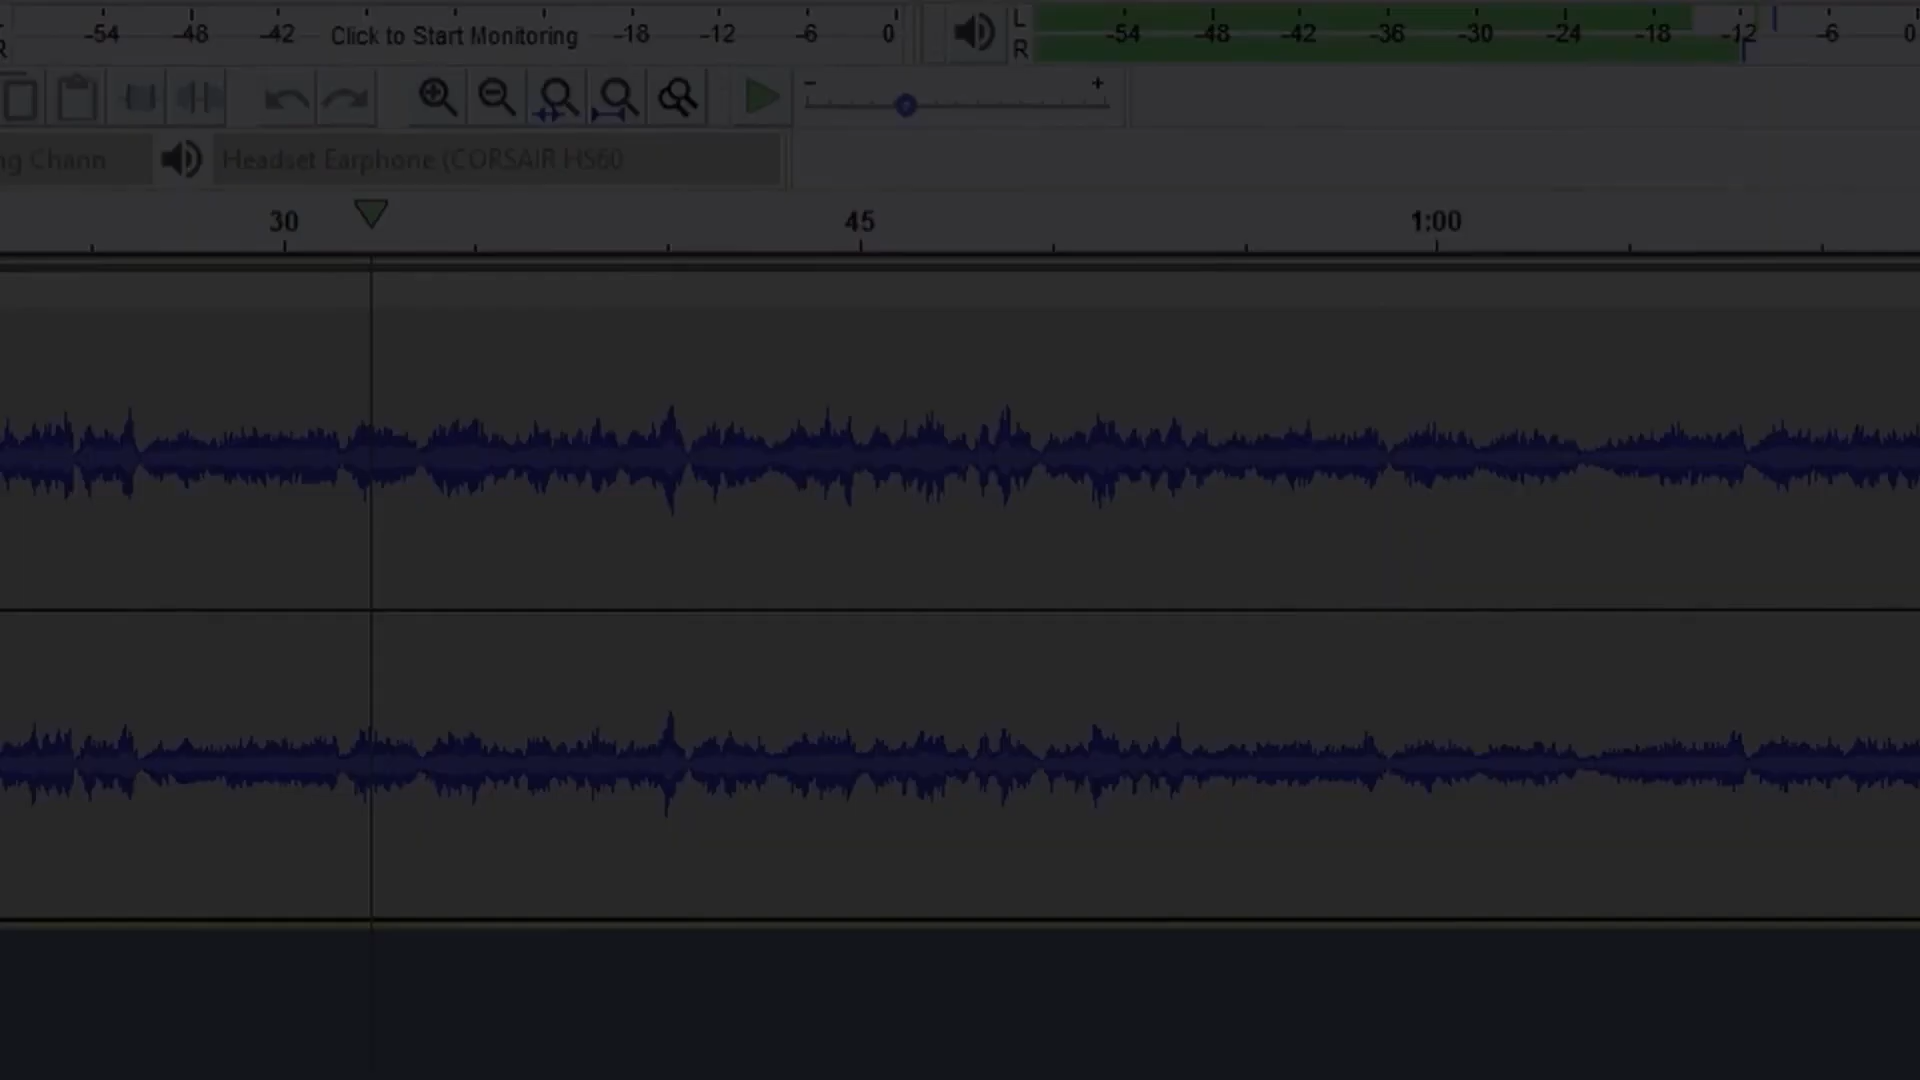 -54 -48 -42 Click to Start Monitoring -18 -12 -6 0
R
L
R
-54 -48 -42 -36 -30 -24 -18 -12 -6 0
- +
ng Chann
Headset Earphone (CORSAIR HS60
30 45 1:00